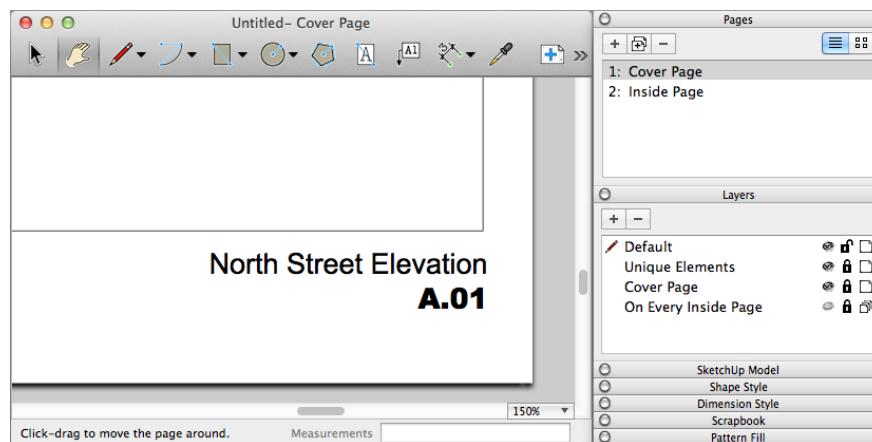 Untitled- Cover Page
A
A1
North Street Elevation
A.01
150%
Click-drag to move the page around.
Measurements
Pages
1: Cover Page
2: Inside Page
Layers
Default
Unique Elements
Cover Page
On Every Inside Page
SketchUp Model
Shape Style
Dimension Style
Scrapbook
Pattern Fill